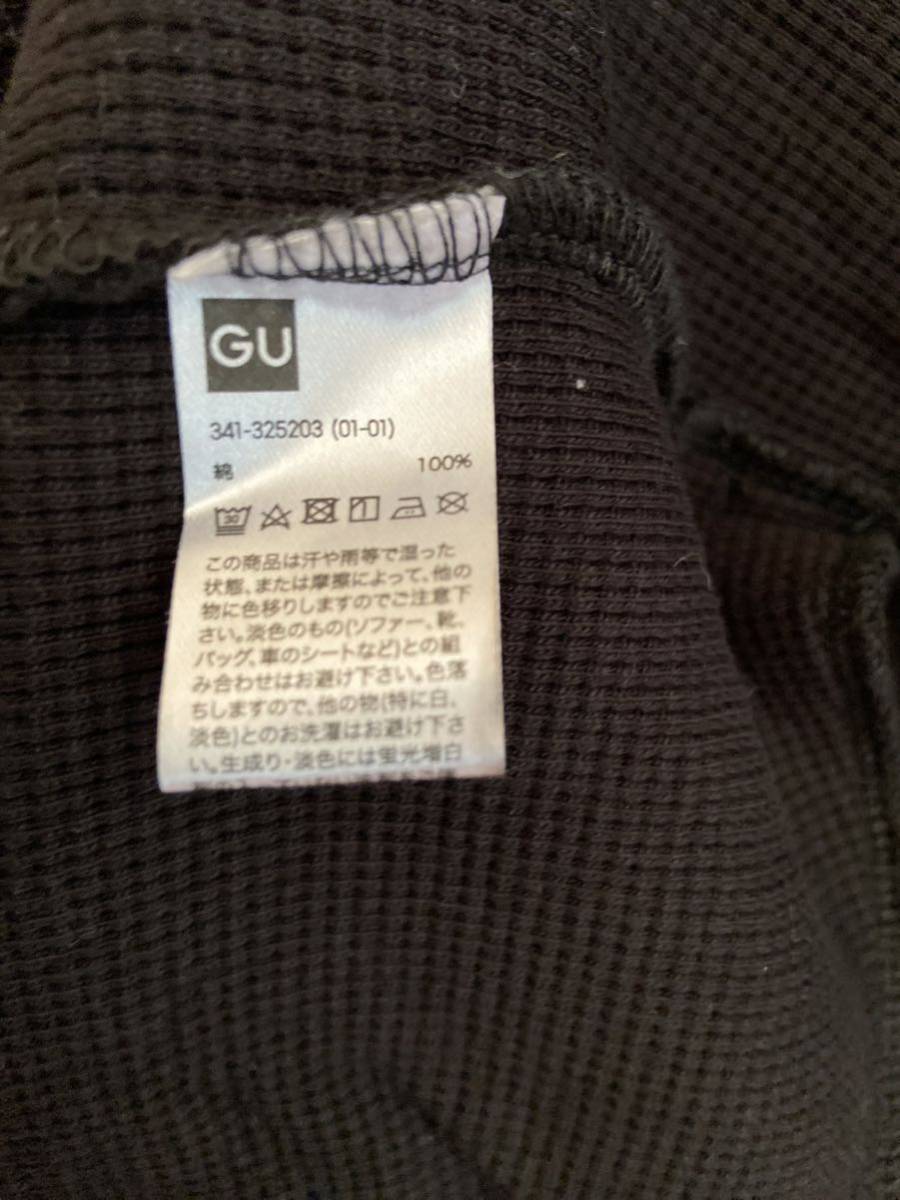 GU
341-325203 (01-01)
綿 100%
30
この商品は汗や雨等で湿った
状態、または摩擦によって、他の
物に色移りしますのでご注意下
さい。淡色のもの(ソファー、靴、
バッグ、車のシートなど)との組
み合わせはお避け下さい。色落
ちしますので、他の物(特に白、
淡色)とのお洗濯はお避け下さ
い。生成り・淡色には蛍光増白